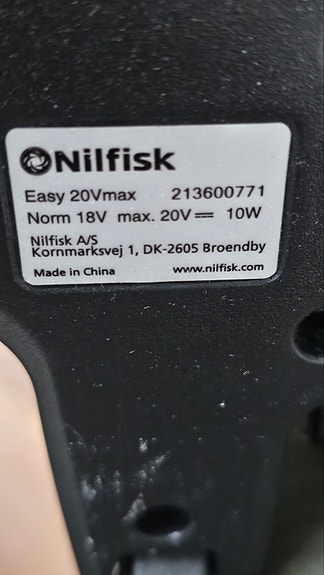 Nilfisk
Easy 20Vmax 213600771
Norm 18V max. 20V⎓ 10W
Nilfisk A/S
Kornmarksvej 1, DK-2605 Broendby
Made in China www.nilfisk.com